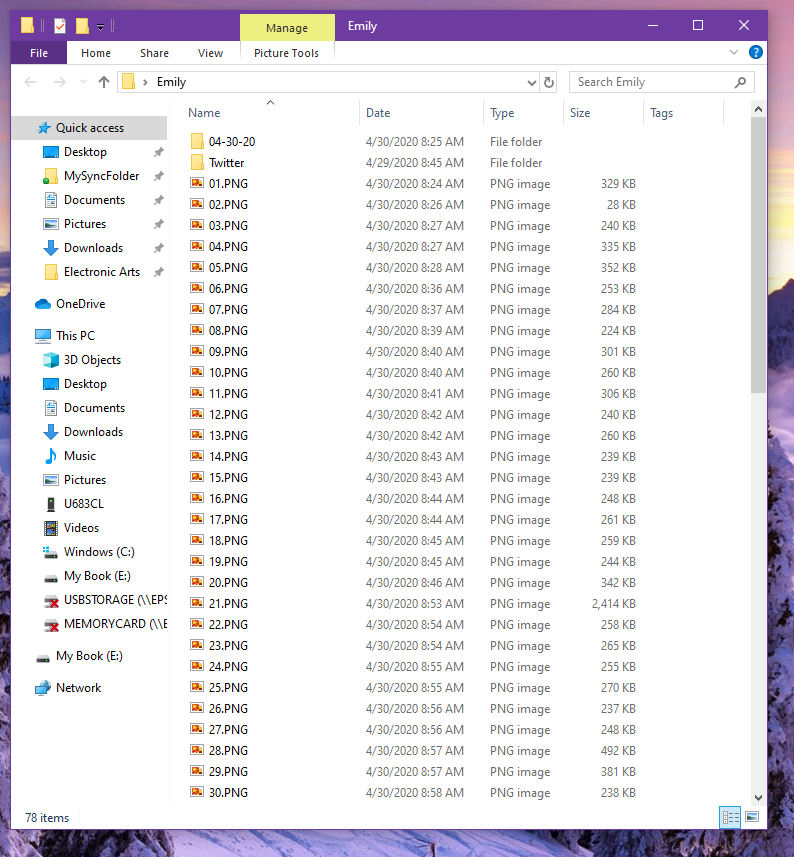 Manage
Emily
File
Home
Share
View
Picture Tools
Emily
Search Emily
Quick access
Desktop
MySyncFolder
Documents
Pictures
Downloads
Electronic Arts
OneDrive
This PC
3D Objects
Desktop
Documents
Downloads
Music
Pictures
U683CL
Videos
Windows (C:)
My Book (E:)
USBSTORAGE (\\EPS
MEMORYCARD (\\E
My Book (E:)
Network
Name Date Type Size Tags
04-30-20 4/30/2020 8:25 AM File folder
Twitter 4/29/2020 8:45 AM File folder
01.PNG 4/30/2020 8:24 AM PNG image 329 KB
02.PNG 4/30/2020 8:26 AM PNG image 28 KB
03.PNG 4/30/2020 8:27 AM PNG image 240 KB
04.PNG 4/30/2020 8:27 AM PNG image 335 KB
05.PNG 4/30/2020 8:28 AM PNG image 352 KB
06.PNG 4/30/2020 8:36 AM PNG image 253 KB
07.PNG 4/30/2020 8:37 AM PNG image 284 KB
08.PNG 4/30/2020 8:39 AM PNG image 224 KB
09.PNG 4/30/2020 8:40 AM PNG image 301 KB
10.PNG 4/30/2020 8:40 AM PNG image 260 KB
11.PNG 4/30/2020 8:41 AM PNG image 306 KB
12.PNG 4/30/2020 8:42 AM PNG image 240 KB
13.PNG 4/30/2020 8:42 AM PNG image 260 KB
14.PNG 4/30/2020 8:43 AM PNG image 239 KB
15.PNG 4/30/2020 8:43 AM PNG image 239 KB
16.PNG 4/30/2020 8:44 AM PNG image 248 KB
17.PNG 4/30/2020 8:44 AM PNG image 261 KB
18.PNG 4/30/2020 8:45 AM PNG image 259 KB
19.PNG 4/30/2020 8:45 AM PNG image 244 KB
20.PNG 4/30/2020 8:46 AM PNG image 342 KB
21.PNG 4/30/2020 8:53 AM PNG image 2,414 KB
22.PNG 4/30/2020 8:54 AM PNG image 258 KB
23.PNG 4/30/2020 8:54 AM PNG image 265 KB
24.PNG 4/30/2020 8:55 AM PNG image 255 KB
25.PNG 4/30/2020 8:55 AM PNG image 270 KB
26.PNG 4/30/2020 8:56 AM PNG image 237 KB
27.PNG 4/30/2020 8:56 AM PNG image 248 KB
28.PNG 4/30/2020 8:57 AM PNG image 492 KB
29.PNG 4/30/2020 8:57 AM PNG image 381 KB
30.PNG 4/30/2020 8:58 AM PNG image 238 KB
78 items